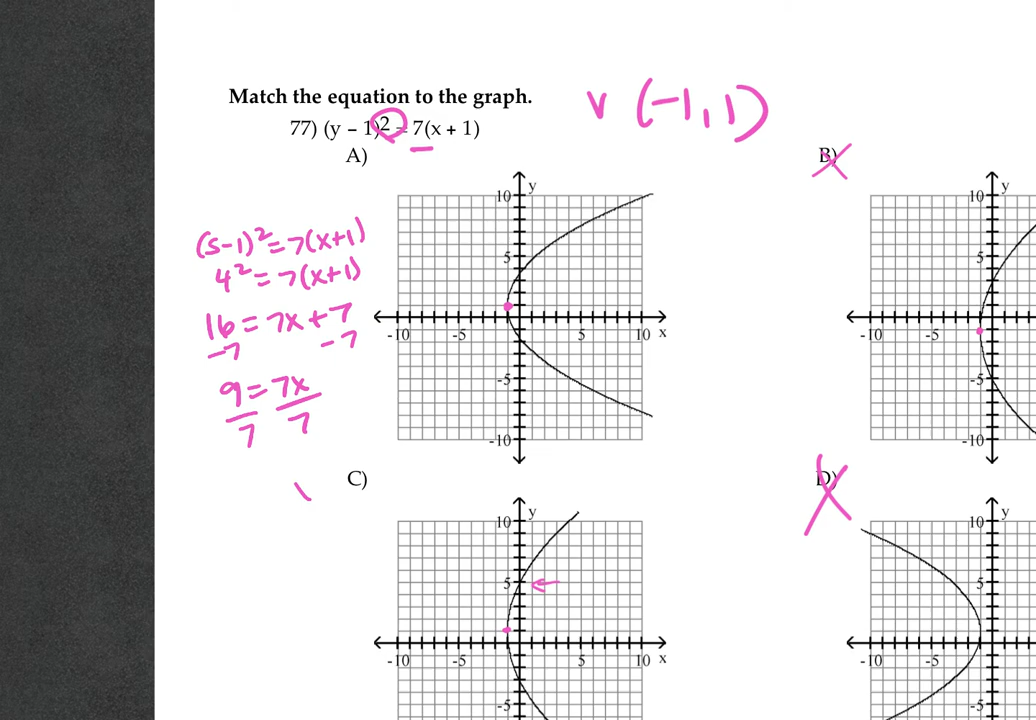 Match the equation to the graph.
v (-1, 1)
77) (y – 1)2 = 7(x + 1)
A)
B)
10 y
5
-10 -5 5 10 x
-5
-10
10 y
5
-10 -5
-5
-10
(5-1)² = 7(x+1)
4² = 7(x+1)
16 = 7x + 7
-7 -7
9 = 7x
7 7
C)
D)
10 y
5
-10 -5 5 10 x
-5
10 y
5
-10 -5
-5